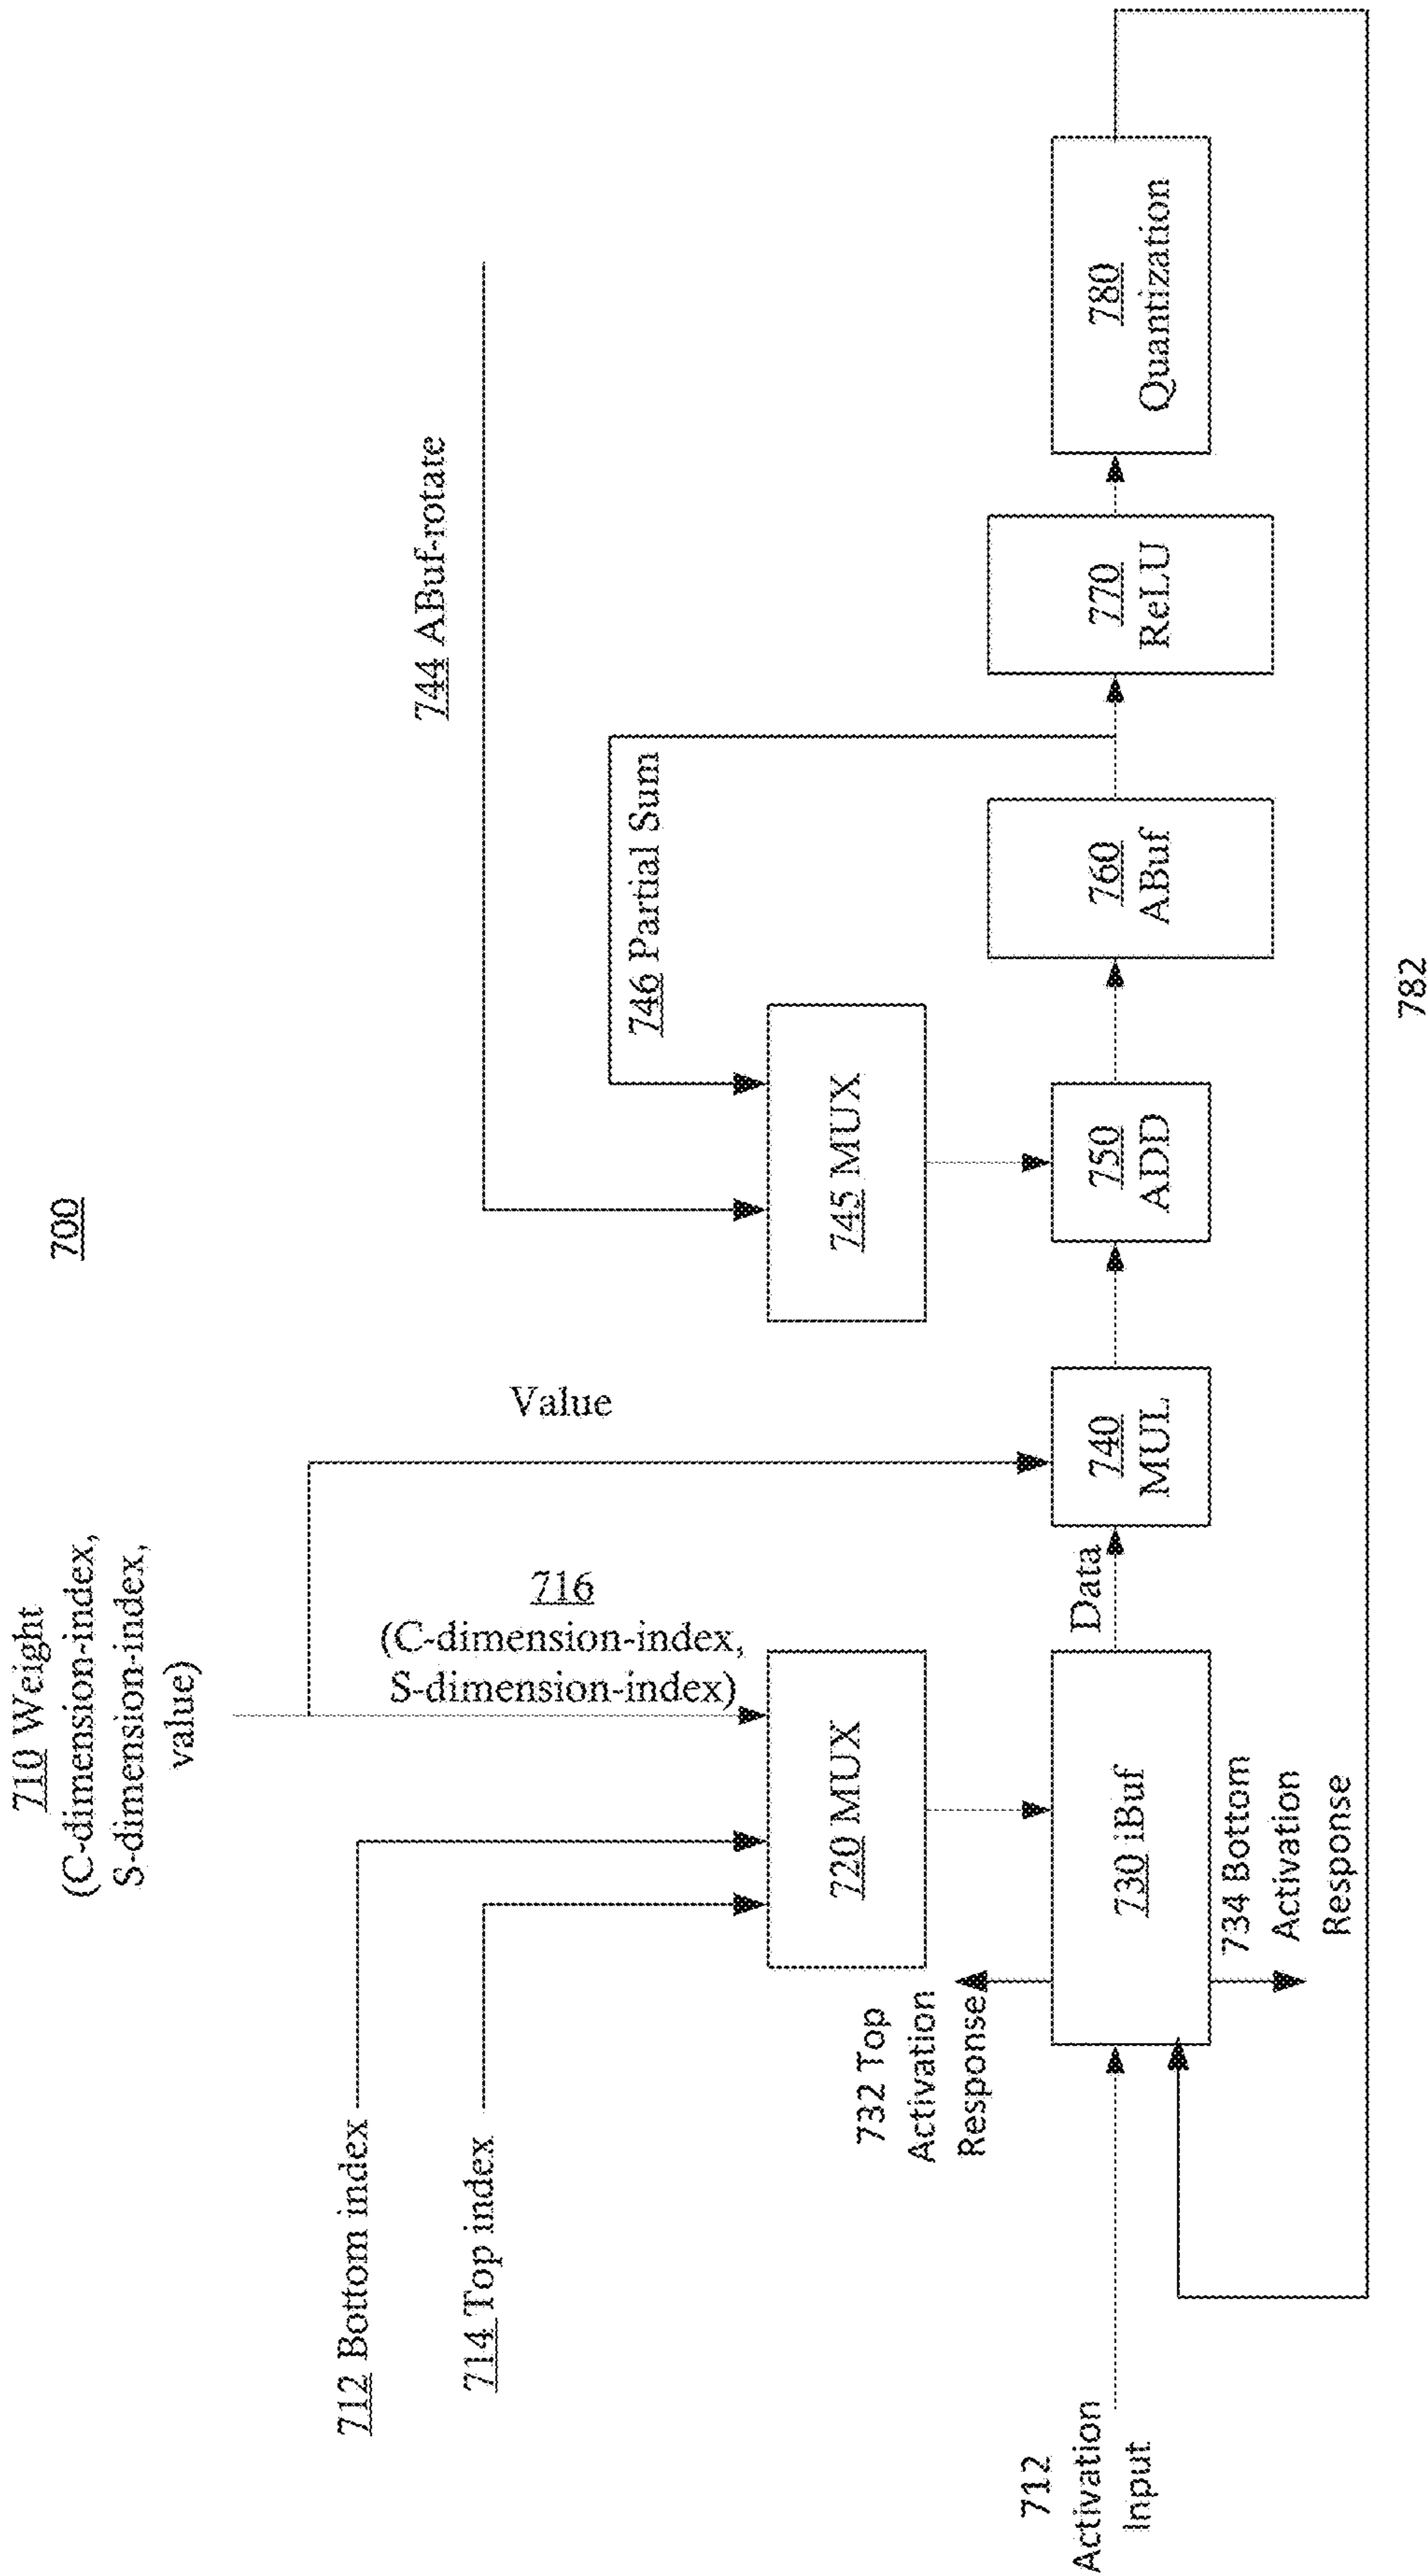 700
710 Weight
(C-dimension-index,
S-dimension-index,
value)
712 Bottom index
714 Top index
716
(C-dimension-index,
S-dimension-index)
Value
744 ABuf-rotate
746 Partial Sum
720 MUX
745 MUX
732 Top
Activation
Response
712
Activation
Input
730 iBuf
Data
740
MUL
750
ADD
760
ABuf
770
ReLU
780
Quantization
734 Bottom
Activation
Response
782